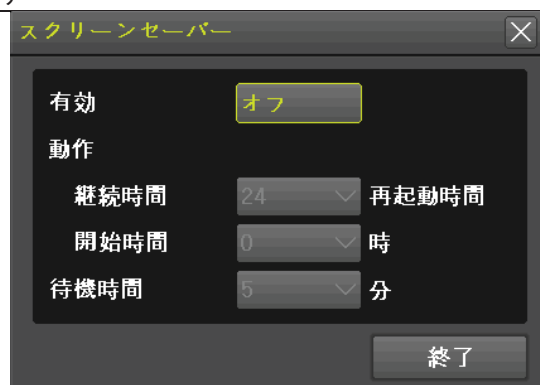 スクリーンセーバー
有効 オフ
動作
継続時間 24 再起動時間
開始時間 0 時
待機時間 5 分
終了